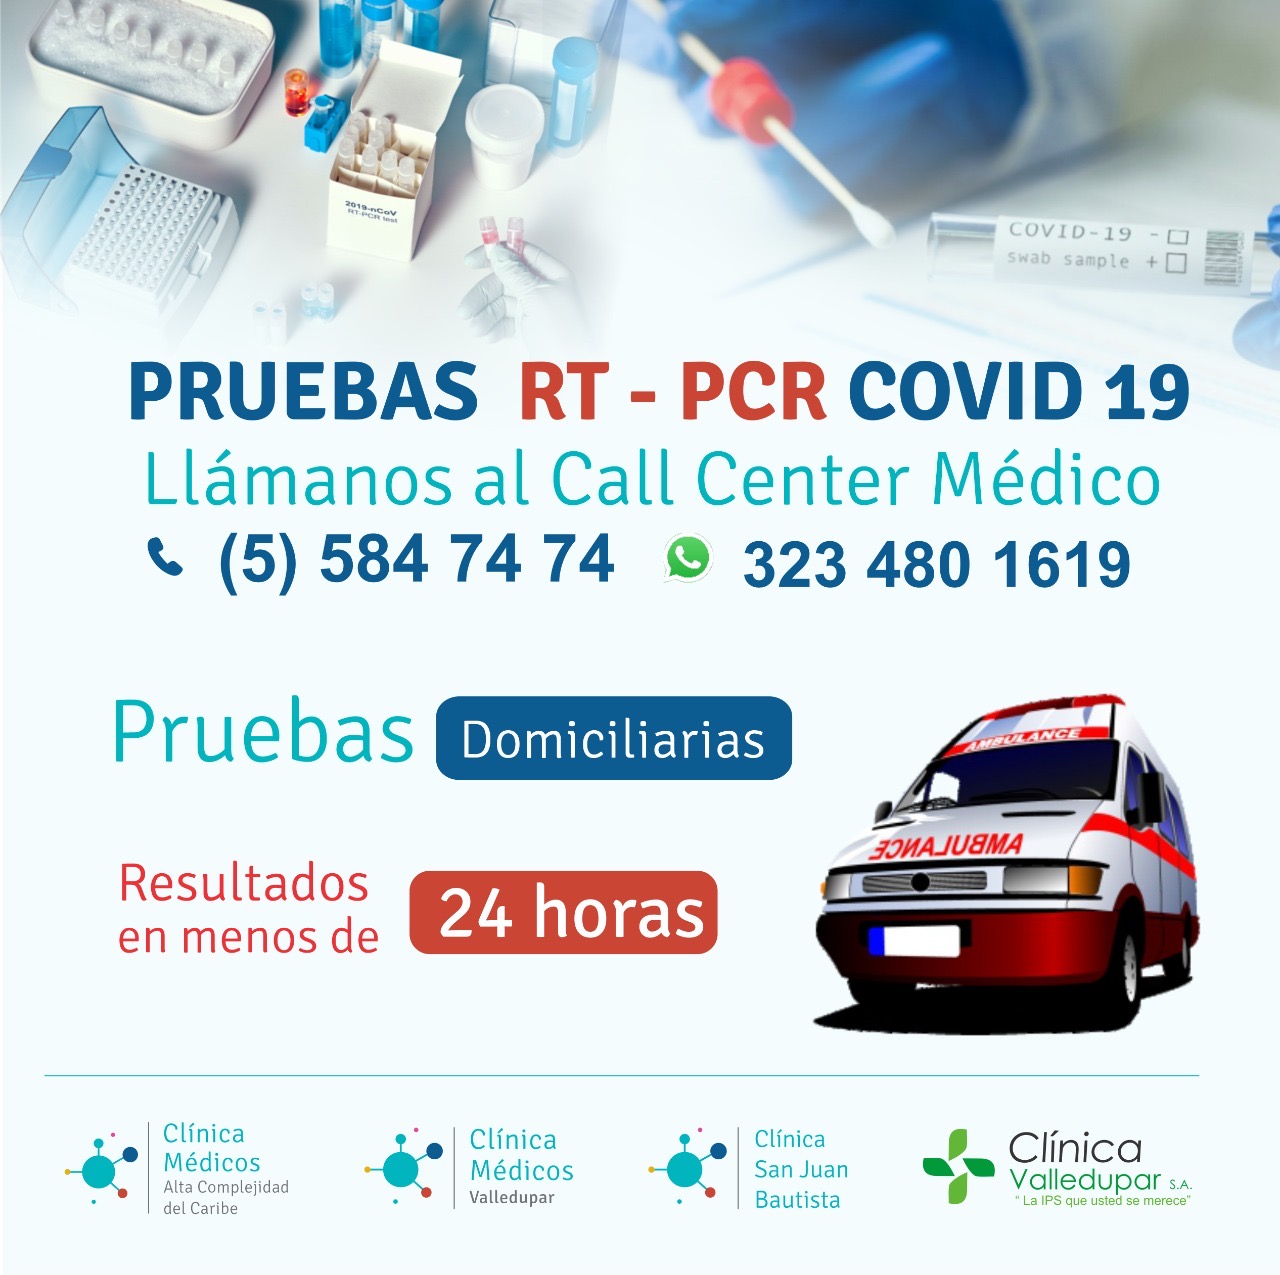 2019-nCoV
RT-PCR test
COVID-19 -
swab sample +
PRUEBAS RT - PCR COVID 19
Llámanos al Call Center Médico
(5) 584 74 74
323 480 1619
Pruebas Domiciliarias
Resultados
en menos de
24 horas
AMBULANCE
AMBULANCE
Clínica
Médicos
Alta Complejidad
del Caribe
Clínica
Médicos
Valledupar
Clínica
San Juan
Bautista
Clínica
Valledupar S.A.
“ La IPS que usted se merece”